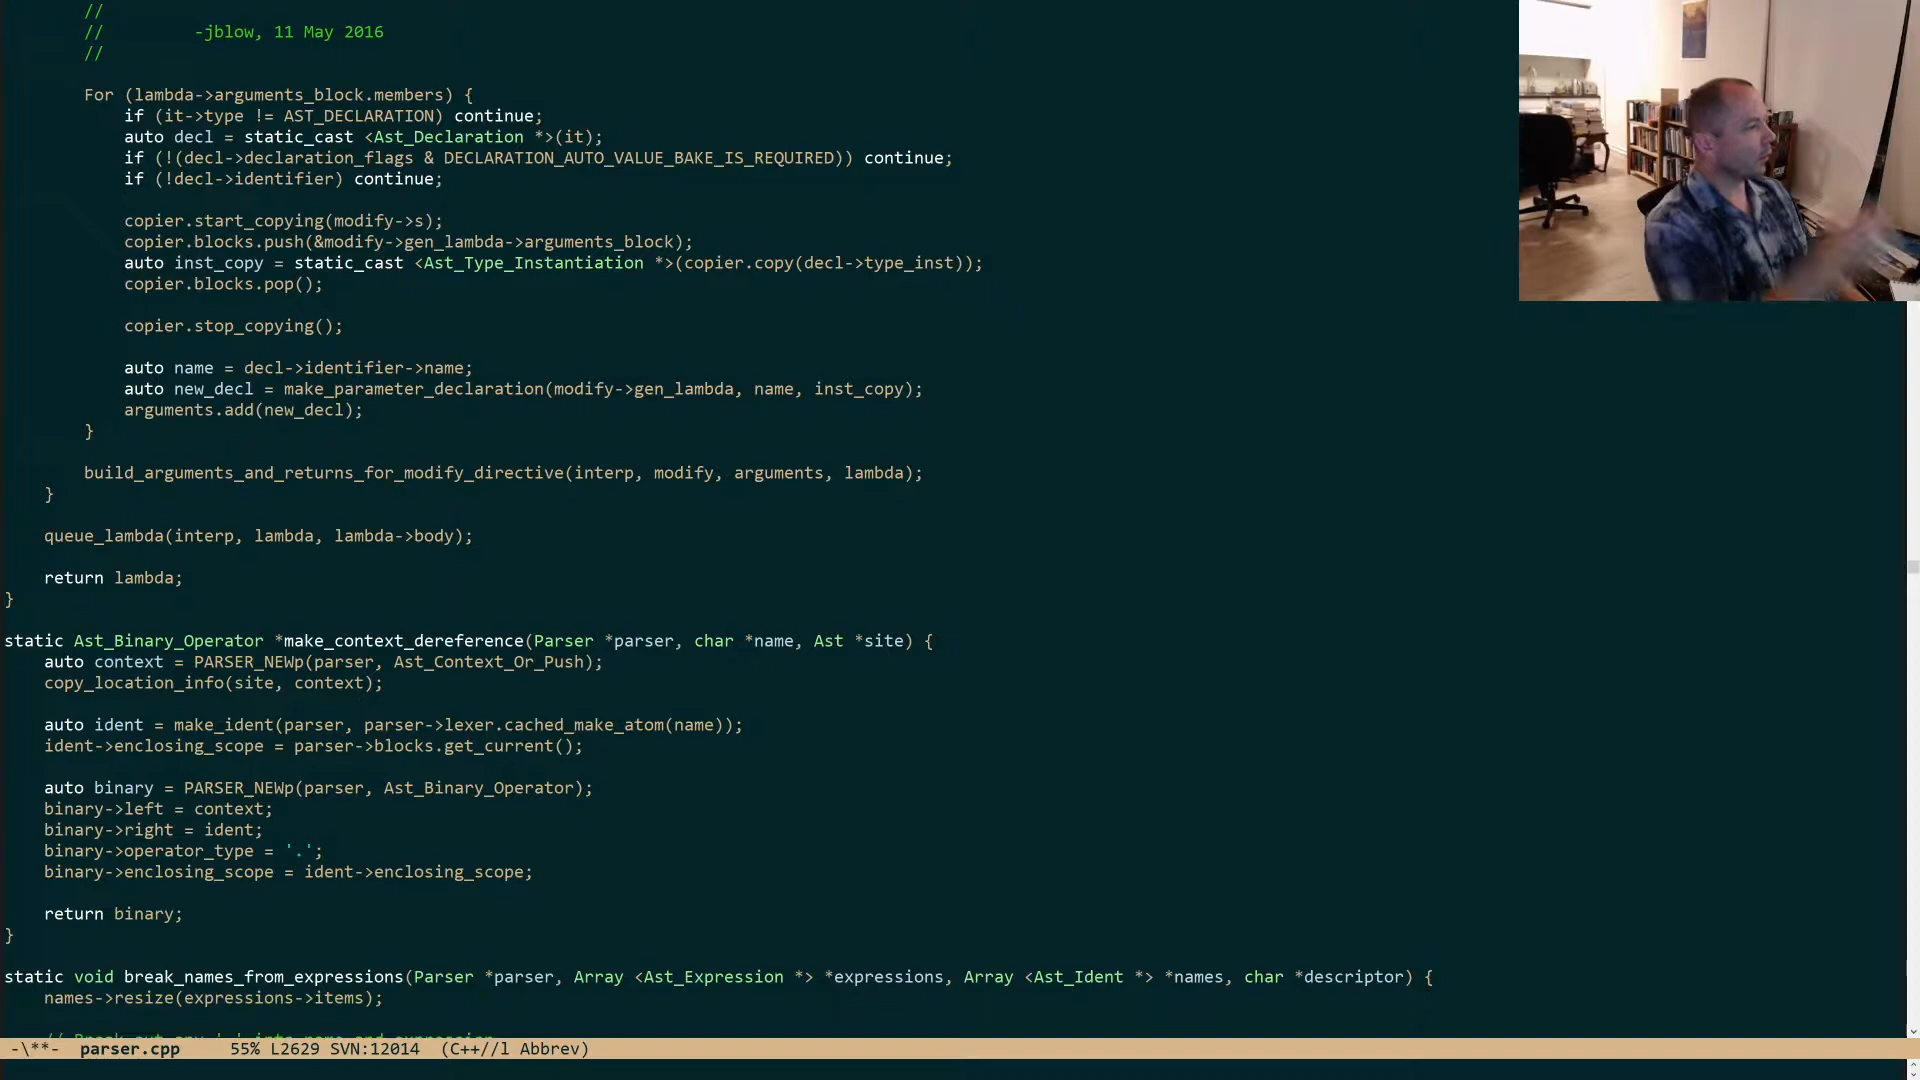 //
//         -jblow, 11 May 2016
//
For (lambda->arguments_block.members) {
if (it->type != AST_DECLARATION) continue;
auto decl = static_cast <Ast_Declaration *>(it);
if (!(decl->declaration_flags & DECLARATION_AUTO_VALUE_BAKE_IS_REQUIRED)) continue;
if (!decl->identifier) continue;
copier.start_copying(modify->s);
copier.blocks.push(&modify->gen_lambda->arguments_block);
auto inst_copy = static_cast <Ast_Type_Instantiation *>(copier.copy(decl->type_inst));
copier.blocks.pop();
copier.stop_copying();
auto name = decl->identifier->name;
auto new_decl = make_parameter_declaration(modify->gen_lambda, name, inst_copy);
arguments.add(new_decl);
}
build_arguments_and_returns_for_modify_directive(interp, modify, arguments, lambda);
}
queue_lambda(interp, lambda, lambda->body);
return lambda;
}
static Ast_Binary_Operator *make_context_dereference(Parser *parser, char *name, Ast *site) {
auto context = PARSER_NEWp(parser, Ast_Context_Or_Push);
copy_location_info(site, context);
auto ident = make_ident(parser, parser->lexer.cached_make_atom(name));
ident->enclosing_scope = parser->blocks.get_current();
auto binary = PARSER_NEWp(parser, Ast_Binary_Operator);
binary->left = context;
binary->right = ident;
binary->operator_type = '.';
binary->enclosing_scope = ident->enclosing_scope;
return binary;
}
static void break_names_from_expressions(Parser *parser, Array <Ast_Expression *> *expressions, Array <Ast_Ident *> *names, char *descriptor) {
names->resize(expressions->items);
-\**-  parser.cpp     55% L2629 SVN:12014  (C++//l Abbrev)